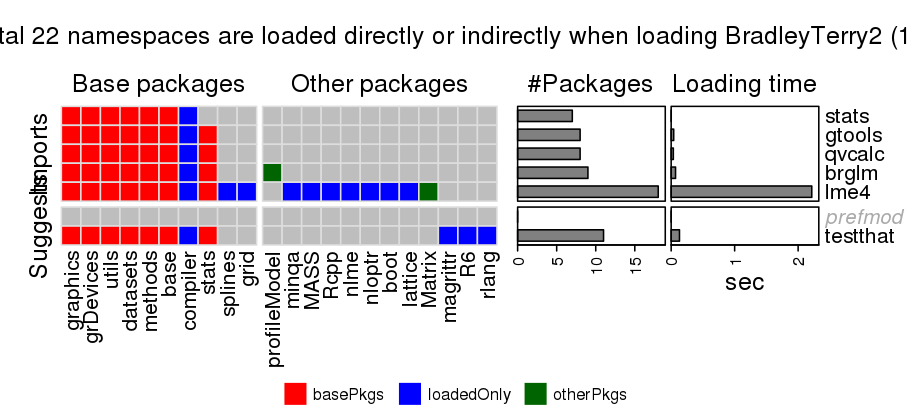 tal 22 namespaces are loaded directly or indirectly when loading BradleyTerry2 (1
Base packages
Other packages
#Packages
Loading time
Imports
Suggests
stats
gtools
qvcalc
brglm
lme4
prefmod
testthat
graphics
grDevices
utils
datasets
methods
base
compiler
stats
splines
grid
profileModel
minqa
MASS
Rcpp
nlme
nloptr
boot
lattice
Matrix
magrittr
R6
rlang
0
5
10
15
0
1
2
sec
basePkgs
loadedOnly
otherPkgs